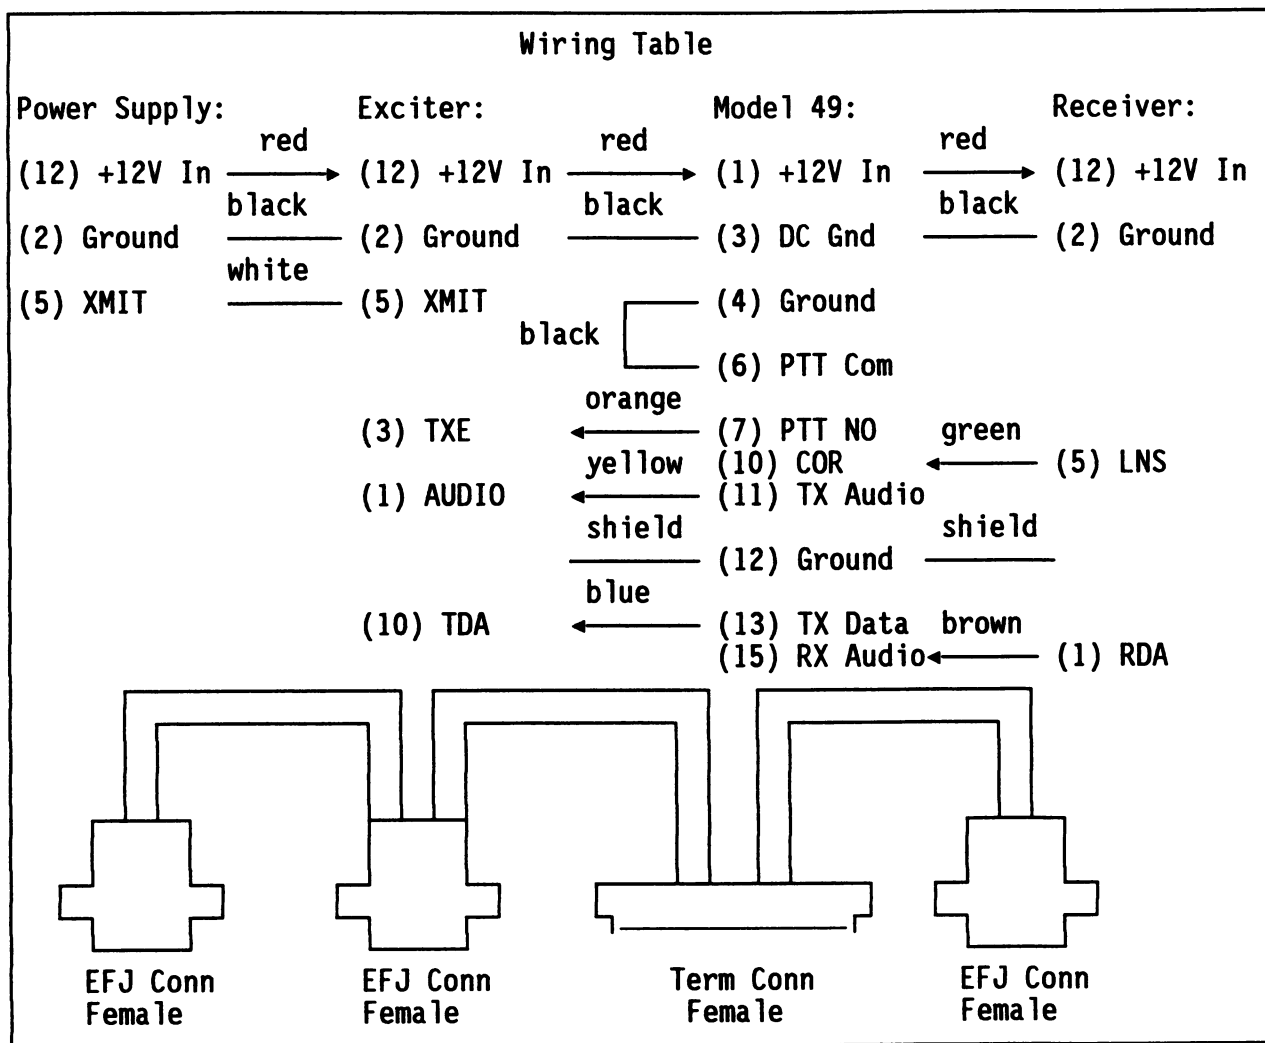 Wiring Table
Power Supply: Exciter: Model 49: Receiver:
red red red
(12) +12V In (12) +12V In (1) +12V In (12) +12V In
black black black
(2) Ground (2) Ground (3) DC Gnd (2) Ground
white
(5) XMIT (5) XMIT (4) Ground
black
(6) PTT Com
orange
(3) TXE (7) PTT NO green
yellow (10) COR (5) LNS
(1) AUDIO (11) TX Audio
shield shield
(12) Ground
blue
(10) TDA (13) TX Data brown
(15) RX Audio (1) RDA
EFJ Conn EFJ Conn Term Conn EFJ Conn
Female Female Female Female